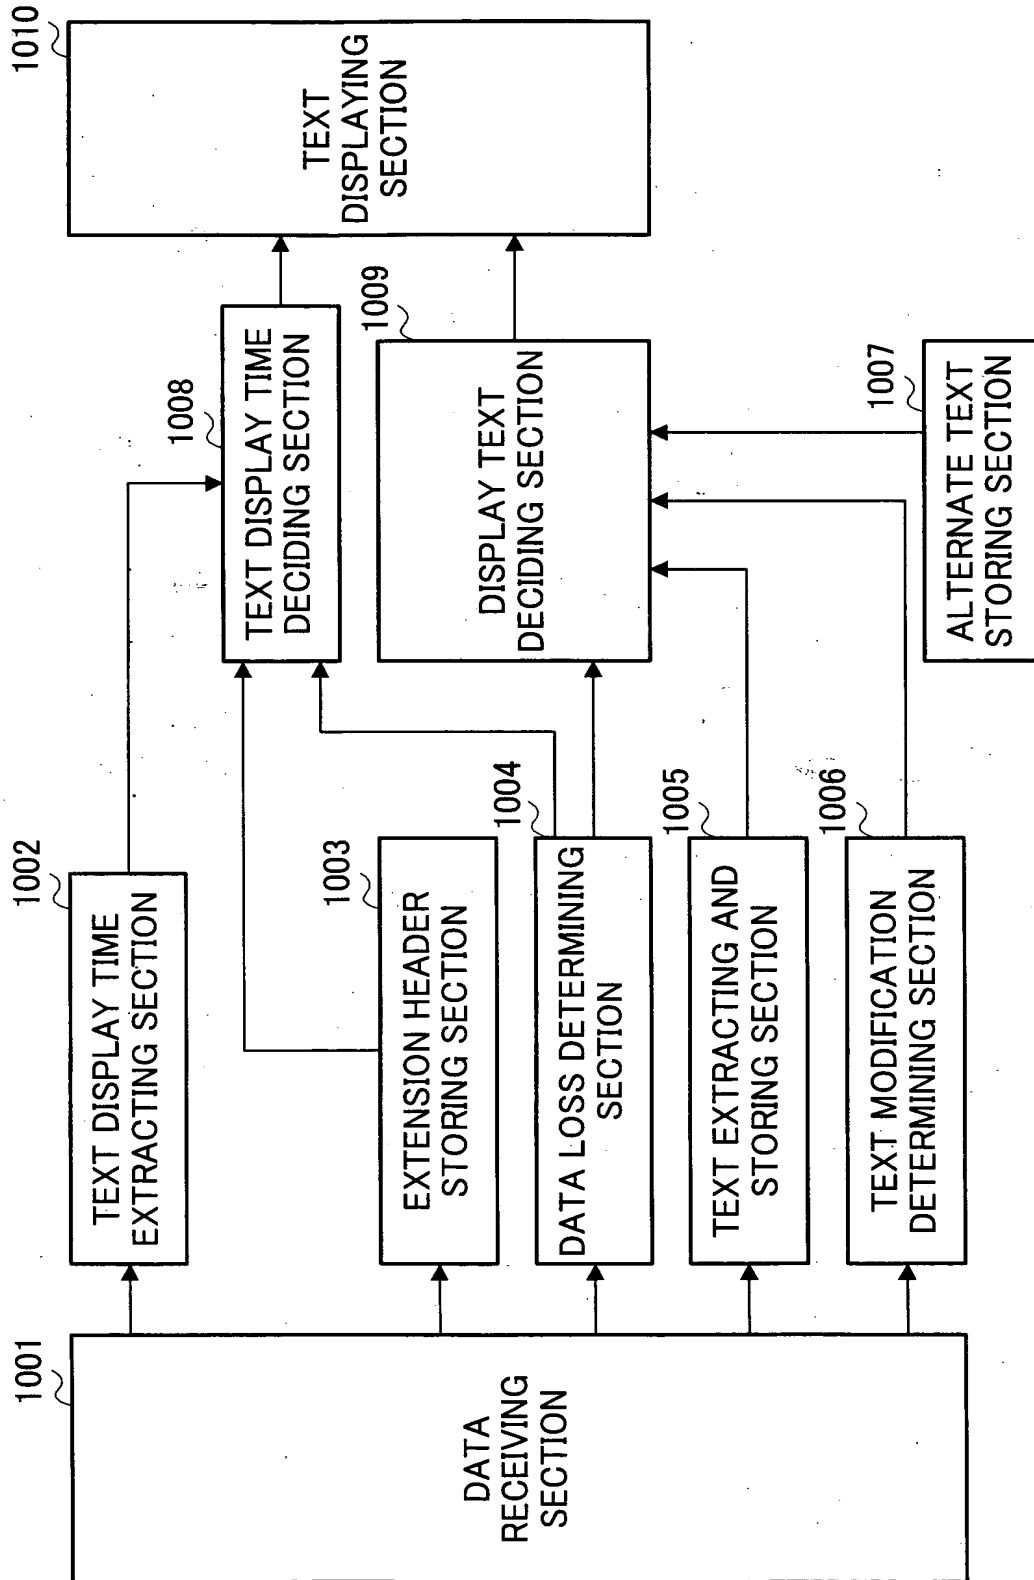 1001
DATA
RECEIVING
SECTION
1002
TEXT DISPLAY TIME
EXTRACTING SECTION
1003
EXTENSION HEADER
STORING SECTION
1004
DATA LOSS DETERMINING
SECTION
1005
TEXT EXTRACTING AND
STORING SECTION
1006
TEXT MODIFICATION
DETERMINING SECTION
1008
TEXT DISPLAY TIME
DECIDING SECTION
1009
DISPLAY TEXT
DECIDING SECTION
1007
ALTERNATE TEXT
STORING SECTION
1010
TEXT
DISPLAYING
SECTION